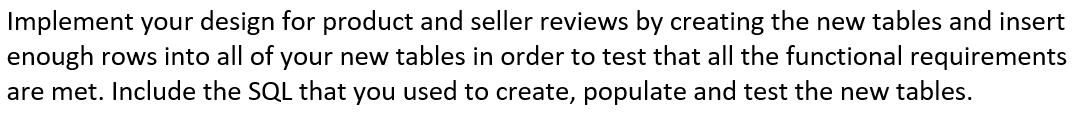 Implement your design for product and seller reviews by creating the new tables and insert
enough rows into all of your new tables in order to test that all the functional requirements
are met. Include the SQL that you used to create, populate and test the new tables.